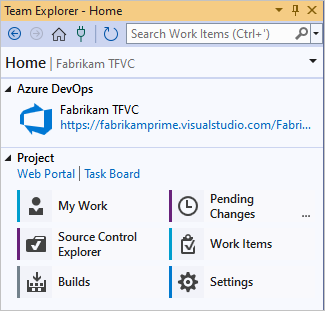 Team Explorer - Home
Search Work Items (Ctrl+')
Home | Fabrikam TFVC
Azure DevOps
Fabrikam TFVC
https://fabrikamprime.visualstudio.com/Fabri...
Project
Web Portal | Task Board
My Work
Pending
Changes ...
Source Control
Explorer
Work Items
Builds
Settings